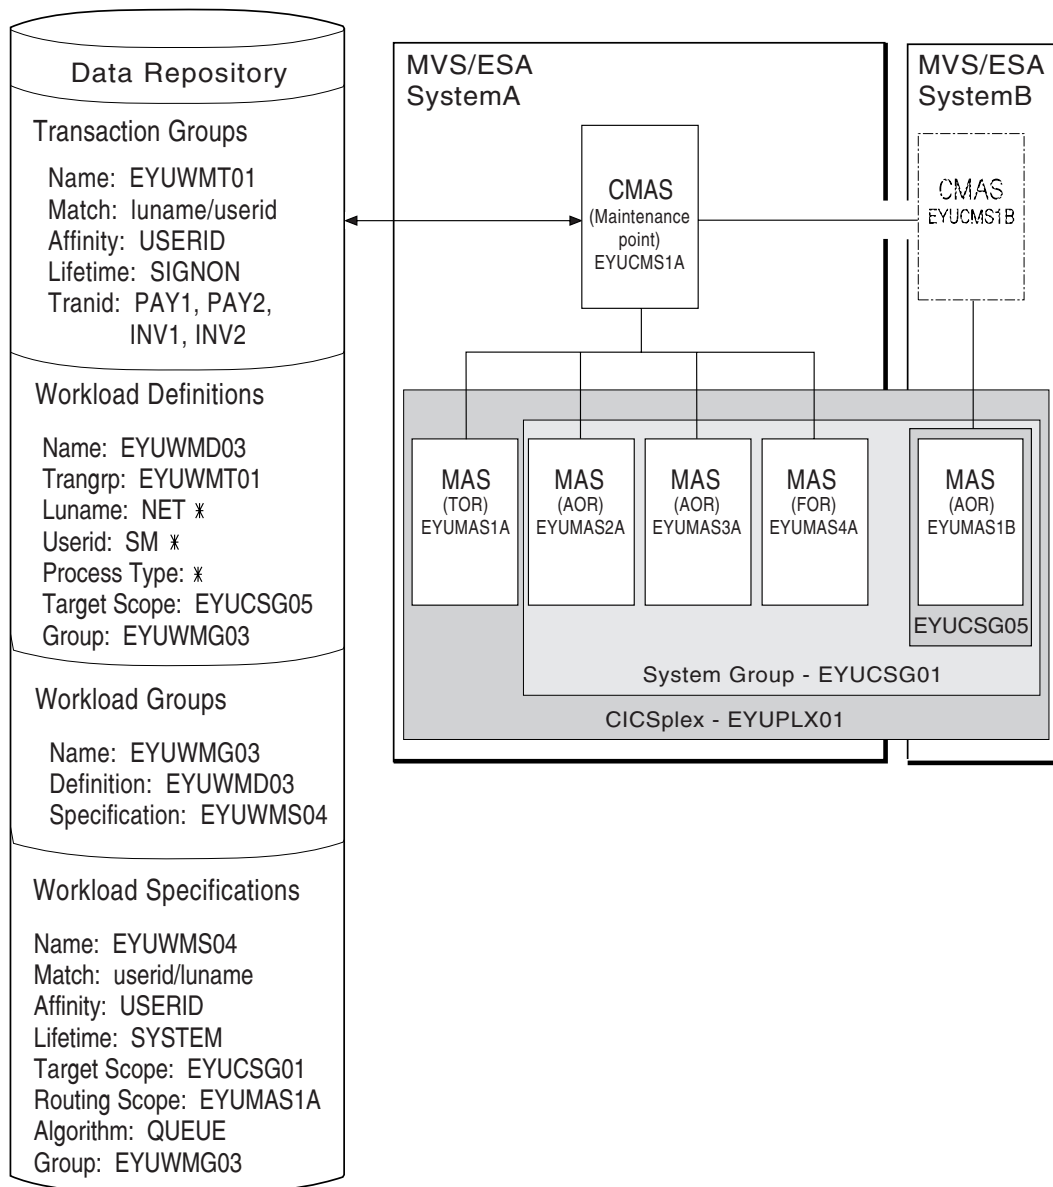 Data Repository
Transaction Groups
Name: EYUWMT01
Match: luname/userid
Affinity: USERID
Lifetime: SIGNON
Tranid: PAY1, PAY2,
INV1, INV2
Workload Definitions
Name: EYUWMD03
Trangrp: EYUWMT01
Luname: NET *
Userid: SM *
Process Type: *
Target Scope: EYUCSG05
Group: EYUWMG03
Workload Groups
Name: EYUWMG03
Definition: EYUWMD03
Specification: EYUWMS04
Workload Specifications
Name: EYUWMS04
Match: userid/luname
Affinity: USERID
Lifetime: SYSTEM
Target Scope: EYUCSG01
Routing Scope: EYUMAS1A
Algorithm: QUEUE
Group: EYUWMG03
MVS/ESA
SystemA
CMAS
(Maintenance
point)
EYUCMS1A
MVS/ESA
SystemB
CMAS
EYUCMS1B
MAS
(TOR)
EYUMAS1A
MAS
(AOR)
EYUMAS2A
MAS
(AOR)
EYUMAS3A
MAS
(FOR)
EYUMAS4A
MAS
(AOR)
EYUMAS1B
EYUCSG05
System Group - EYUCSG01
CICSplex - EYUPLX01